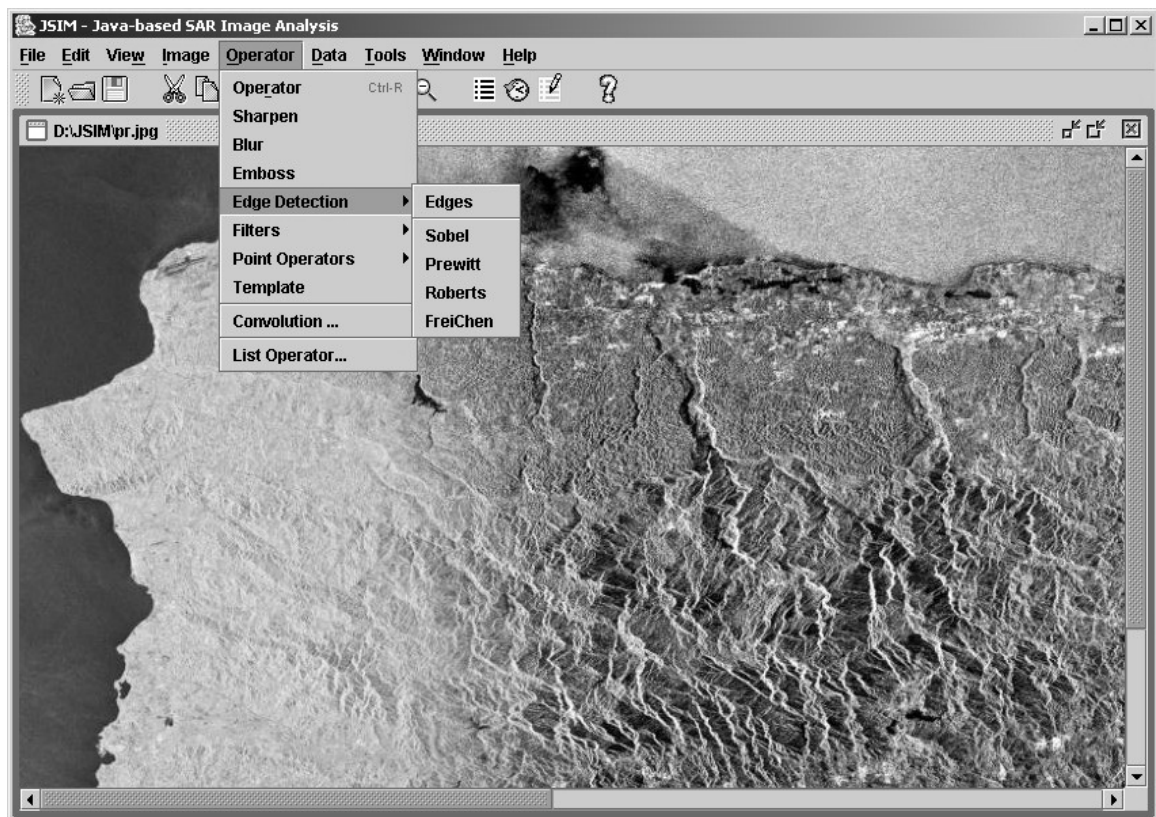 JSIM - Java-based SAR Image Analysis
File Edit View Image Operator Data Tools Window Help
Operator Ctrl-R
Sharpen
Blur
Emboss
Edge Detection
Filters
Point Operators
Template
Convolution ...
List Operator...
Edges
Sobel
Prewitt
Roberts
FreiChen
D:\JSIM\pr.jpg